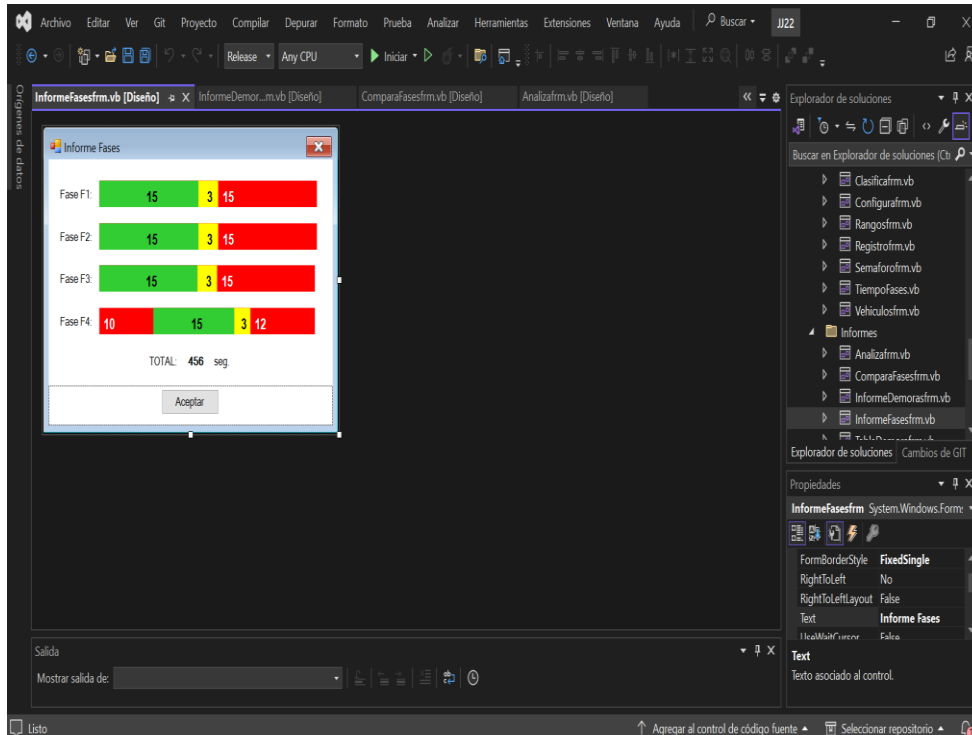 Archivo Editar Ver Git Proyecto Compilar Depurar Formato Prueba Analizar Herramientas Extensiones Ventana Ayuda Buscar JJ22
Release Any CPU Iniciar
Orígenes de datos
InformeFasesfrm.vb [Diseño] InformeDemor...m.vb [Diseño] ComparaFasesfrm.vb [Diseño] Analizafrm.vb [Diseño]
Informe Fases
Fase F1: 15 3 15
Fase F2: 15 3 15
Fase F3: 15 3 15
Fase F4: 10 15 3 12
TOTAL: 456 seg.
Aceptar
Explorador de soluciones
Buscar en Explorador de soluciones (Ct
Clasificafrm.vb
Configurafrm.vb
Rangosfrm.vb
Registrofrm.vb
Semaforofrm.vb
TiempoFases.vb
Vehiculosfrm.vb
Informes
Analizafrm.vb
ComparaFasesfrm.vb
InformeDemorasfrm.vb
InformeFasesfrm.vb
Explorador de soluciones Cambios de GIT
Propiedades
InformeFasesfrm System.Windows.Forms
FormBorderStyle FixedSingle
RightToLeft No
RightToLeftLayout False
Text Informe Fases
UseWaitCursor False
Text
Texto asociado al control.
Salida
Mostrar salida de:
Listo Agregar al control de código fuente Seleccionar repositorio